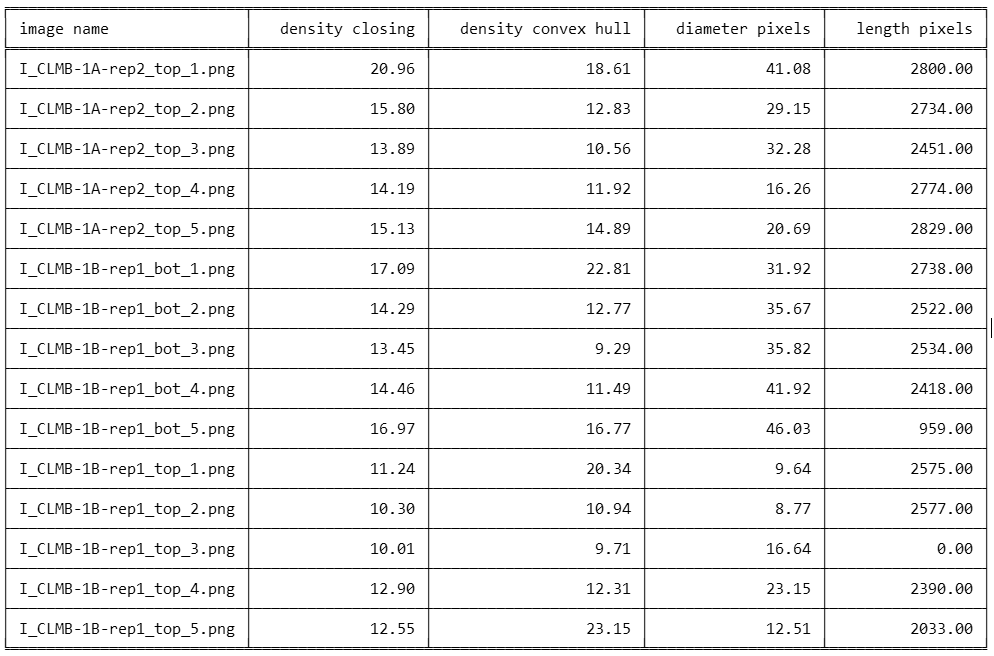 image name density closing density convex hull diameter pixels length pixels
I_CLMB-1A-rep2_top_1.png 20.96 18.61 41.08 2800.00
I_CLMB-1A-rep2_top_2.png 15.80 12.83 29.15 2734.00
I_CLMB-1A-rep2_top_3.png 13.89 10.56 32.28 2451.00
I_CLMB-1A-rep2_top_4.png 14.19 11.92 16.26 2774.00
I_CLMB-1A-rep2_top_5.png 15.13 14.89 20.69 2829.00
I_CLMB-1B-rep1_bot_1.png 17.09 22.81 31.92 2738.00
I_CLMB-1B-rep1_bot_2.png 14.29 12.77 35.67 2522.00
I_CLMB-1B-rep1_bot_3.png 13.45 9.29 35.82 2534.00
I_CLMB-1B-rep1_bot_4.png 14.46 11.49 41.92 2418.00
I_CLMB-1B-rep1_bot_5.png 16.97 16.77 46.03 959.00
I_CLMB-1B-rep1_top_1.png 11.24 20.34 9.64 2575.00
I_CLMB-1B-rep1_top_2.png 10.30 10.94 8.77 2577.00
I_CLMB-1B-rep1_top_3.png 10.01 9.71 16.64 0.00
I_CLMB-1B-rep1_top_4.png 12.90 12.31 23.15 2390.00
I_CLMB-1B-rep1_top_5.png 12.55 23.15 12.51 2033.00